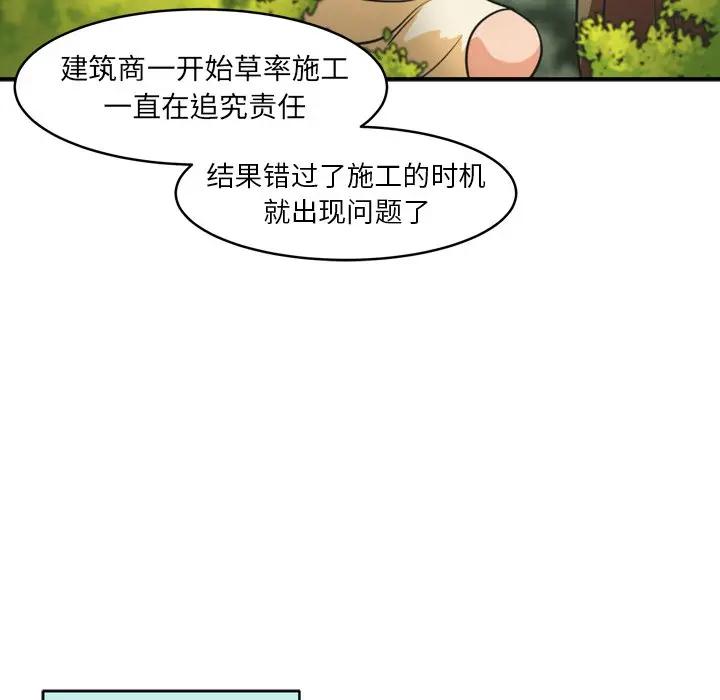 建筑商一开始草率施工
一直在追究责任
结果错过了施工的时机
就出现问题了